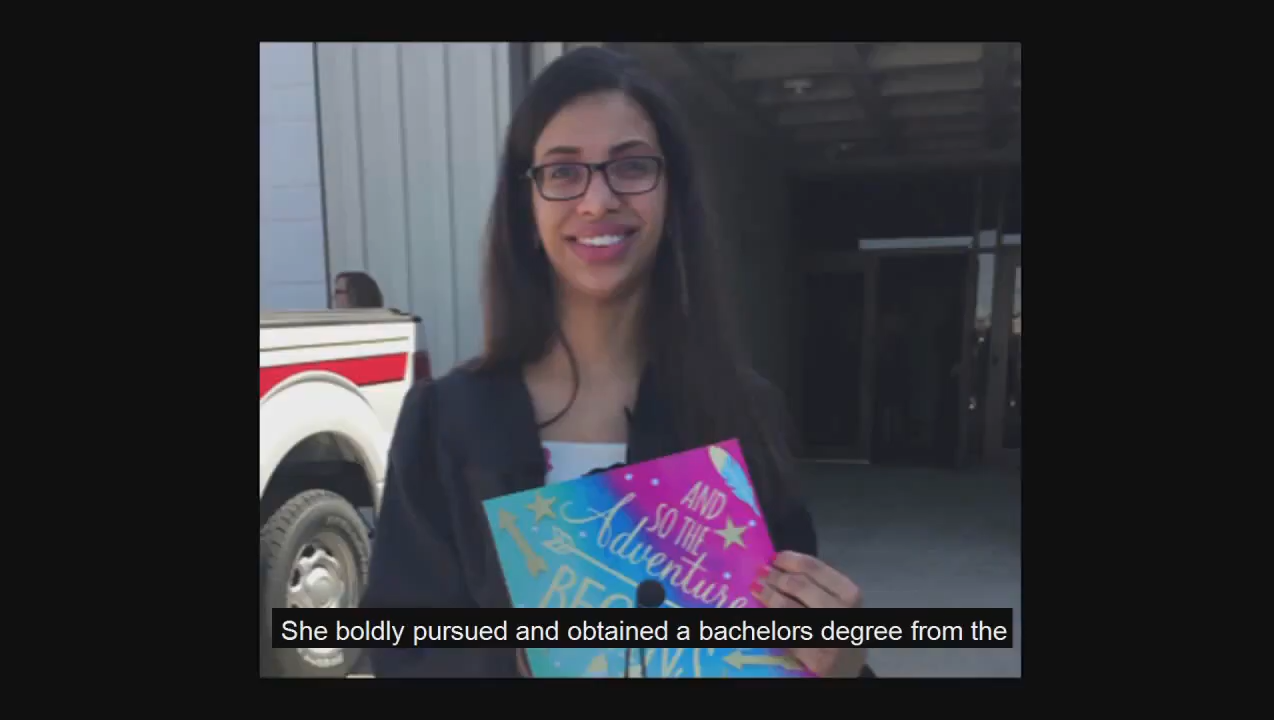 AND
SO THE
Adventure
She boldly pursued and obtained a bachelors degree from the